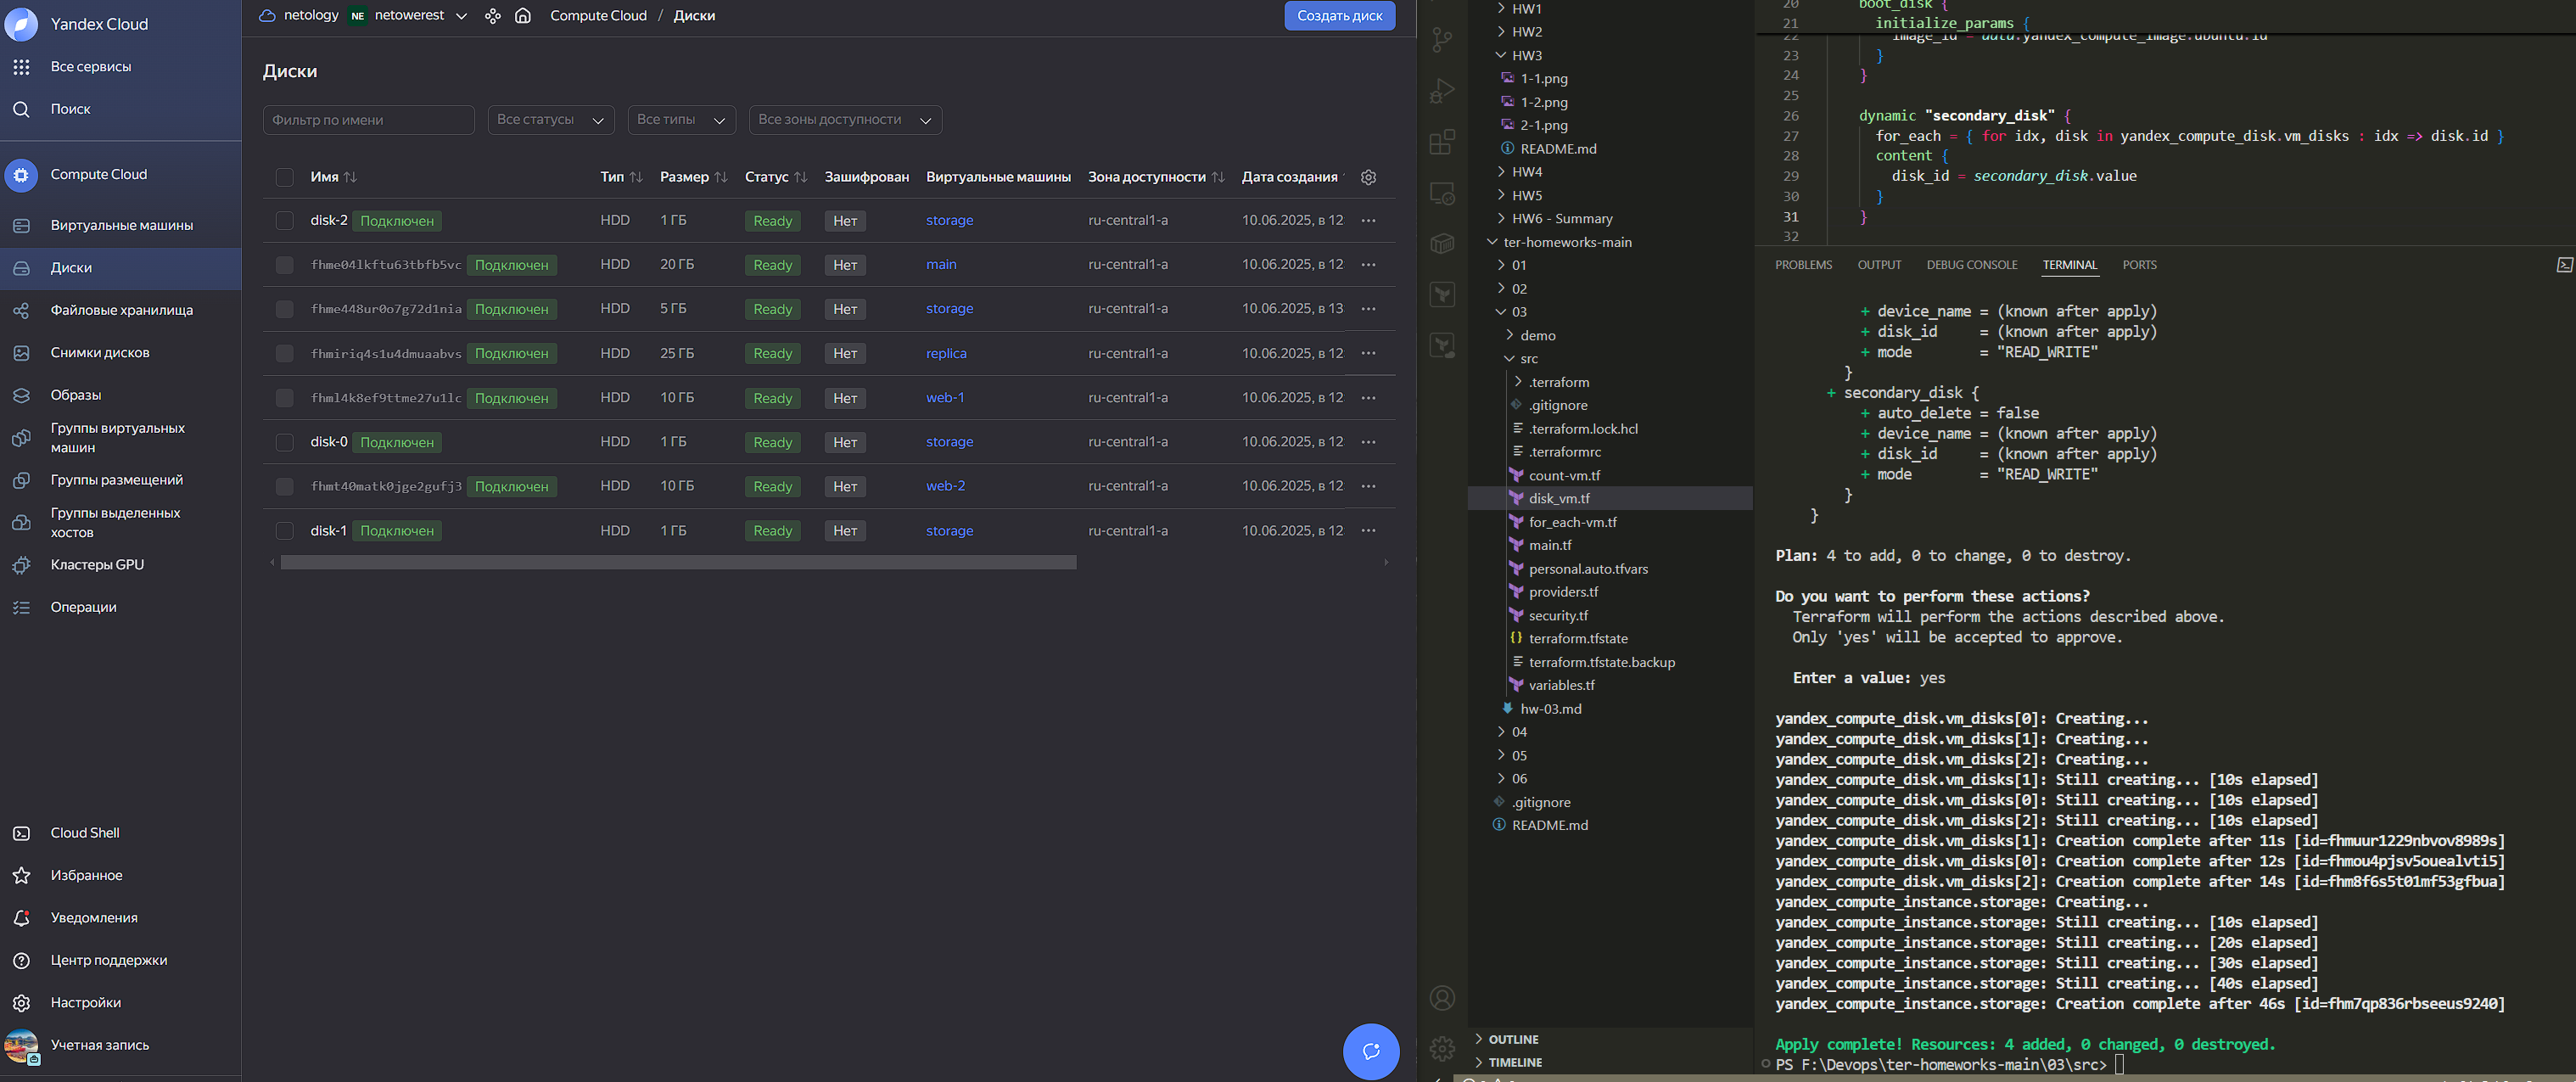 Yandex Cloud
Все сервисы
Поиск
Compute Cloud
Виртуальные машины
Диски
Файловые хранилища
Снимки дисков
Образы
Группы виртуальных
машин
Группы размещений
Группы выделенных
хостов
Кластеры GPU
Операции
Cloud Shell
Избранное
Уведомления
Центр поддержки
Настройки
Учетная запись
netology NE netowerest Compute Cloud / Диски
Создать диск
Диски
Фильтр по имени Все статусы Все типы Все зоны доступности
Имя Тип Размер Статус Зашифрован Виртуальные машины Зона доступности Дата создания
disk-2 Подключен HDD 1 ГБ Ready Нет storage ru-central1-a 10.06.2025, в 12
fhme04lkftu63tbfb5vc Подключен HDD 20 ГБ Ready Нет main ru-central1-a 10.06.2025, в 12
fhme448ur0o7g72d1nia Подключен HDD 5 ГБ Ready Нет storage ru-central1-a 10.06.2025, в 13
fhmiriq4s1u4dmuaabvs Подключен HDD 25 ГБ Ready Нет replica ru-central1-a 10.06.2025, в 12
fhml4k8ef9ttme27u1lc Подключен HDD 10 ГБ Ready Нет web-1 ru-central1-a 10.06.2025, в 12
disk-0 Подключен HDD 1 ГБ Ready Нет storage ru-central1-a 10.06.2025, в 12
fhmt40matk0jge2gufj3 Подключен HDD 10 ГБ Ready Нет web-2 ru-central1-a 10.06.2025, в 12
disk-1 Подключен HDD 1 ГБ Ready Нет storage ru-central1-a 10.06.2025, в 12
HW1
HW2
HW3
1-1.png
1-2.png
2-1.png
README.md
HW4
HW5
HW6 - Summary
ter-homeworks-main
01
02
03
demo
src
.terraform
.gitignore
.terraform.lock.hcl
.terraformrc
count-vm.tf
disk_vm.tf
for_each-vm.tf
main.tf
personal.auto.tfvars
providers.tf
security.tf
terraform.tfstate
terraform.tfstate.backup
variables.tf
hw-03.md
04
05
06
.gitignore
README.md
OUTLINE
TIMELINE
20 boot_disk {
21 initialize_params {
22 image_id = data.yandex_compute_image.ubuntu.id
23 }
24 }
25
26 dynamic "secondary_disk" {
27 for_each = { for idx, disk in yandex_compute_disk.vm_disks : idx => disk.id }
28 content {
29 disk_id = secondary_disk.value
30 }
31 }
32
PROBLEMS OUTPUT DEBUG CONSOLE TERMINAL PORTS
+ device_name = (known after apply)
+ disk_id = (known after apply)
+ mode = "READ_WRITE"
}
+ secondary_disk {
+ auto_delete = false
+ device_name = (known after apply)
+ disk_id = (known after apply)
+ mode = "READ_WRITE"
}
}
Plan: 4 to add, 0 to change, 0 to destroy.
Do you want to perform these actions?
Terraform will perform the actions described above.
Only 'yes' will be accepted to approve.
Enter a value: yes
yandex_compute_disk.vm_disks[0]: Creating...
yandex_compute_disk.vm_disks[1]: Creating...
yandex_compute_disk.vm_disks[2]: Creating...
yandex_compute_disk.vm_disks[1]: Still creating... [10s elapsed]
yandex_compute_disk.vm_disks[0]: Still creating... [10s elapsed]
yandex_compute_disk.vm_disks[2]: Still creating... [10s elapsed]
yandex_compute_disk.vm_disks[1]: Creation complete after 11s [id=fhmuur1229nbvov8989s]
yandex_compute_disk.vm_disks[0]: Creation complete after 12s [id=fhmou4pjsv5ouealvti5]
yandex_compute_disk.vm_disks[2]: Creation complete after 14s [id=fhm8f6s5t01mf53gfbua]
yandex_compute_instance.storage: Creating...
yandex_compute_instance.storage: Still creating... [10s elapsed]
yandex_compute_instance.storage: Still creating... [20s elapsed]
yandex_compute_instance.storage: Still creating... [30s elapsed]
yandex_compute_instance.storage: Still creating... [40s elapsed]
yandex_compute_instance.storage: Creation complete after 46s [id=fhm7qp836rbseeus9240]
Apply complete! Resources: 4 added, 0 changed, 0 destroyed.
PS F:\Devops\ter-homeworks-main\03\src>